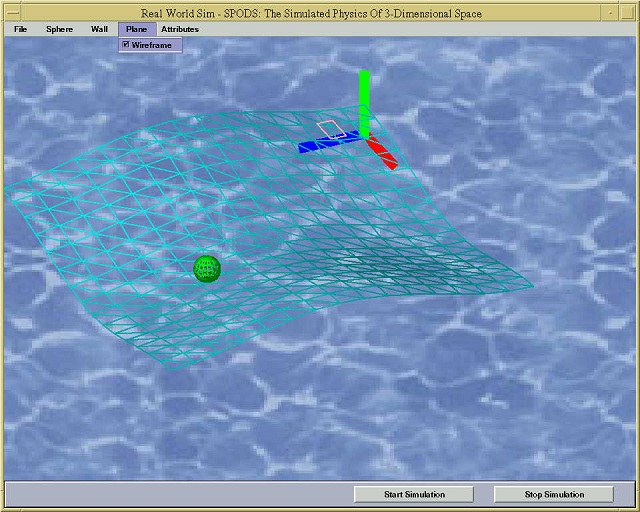 Real World Sim - SPODS: The Simulated Physics Of 3-Dimensional Space
File Sphere Wall Plane Attributes
Wireframe
Start Simulation Stop Simulation